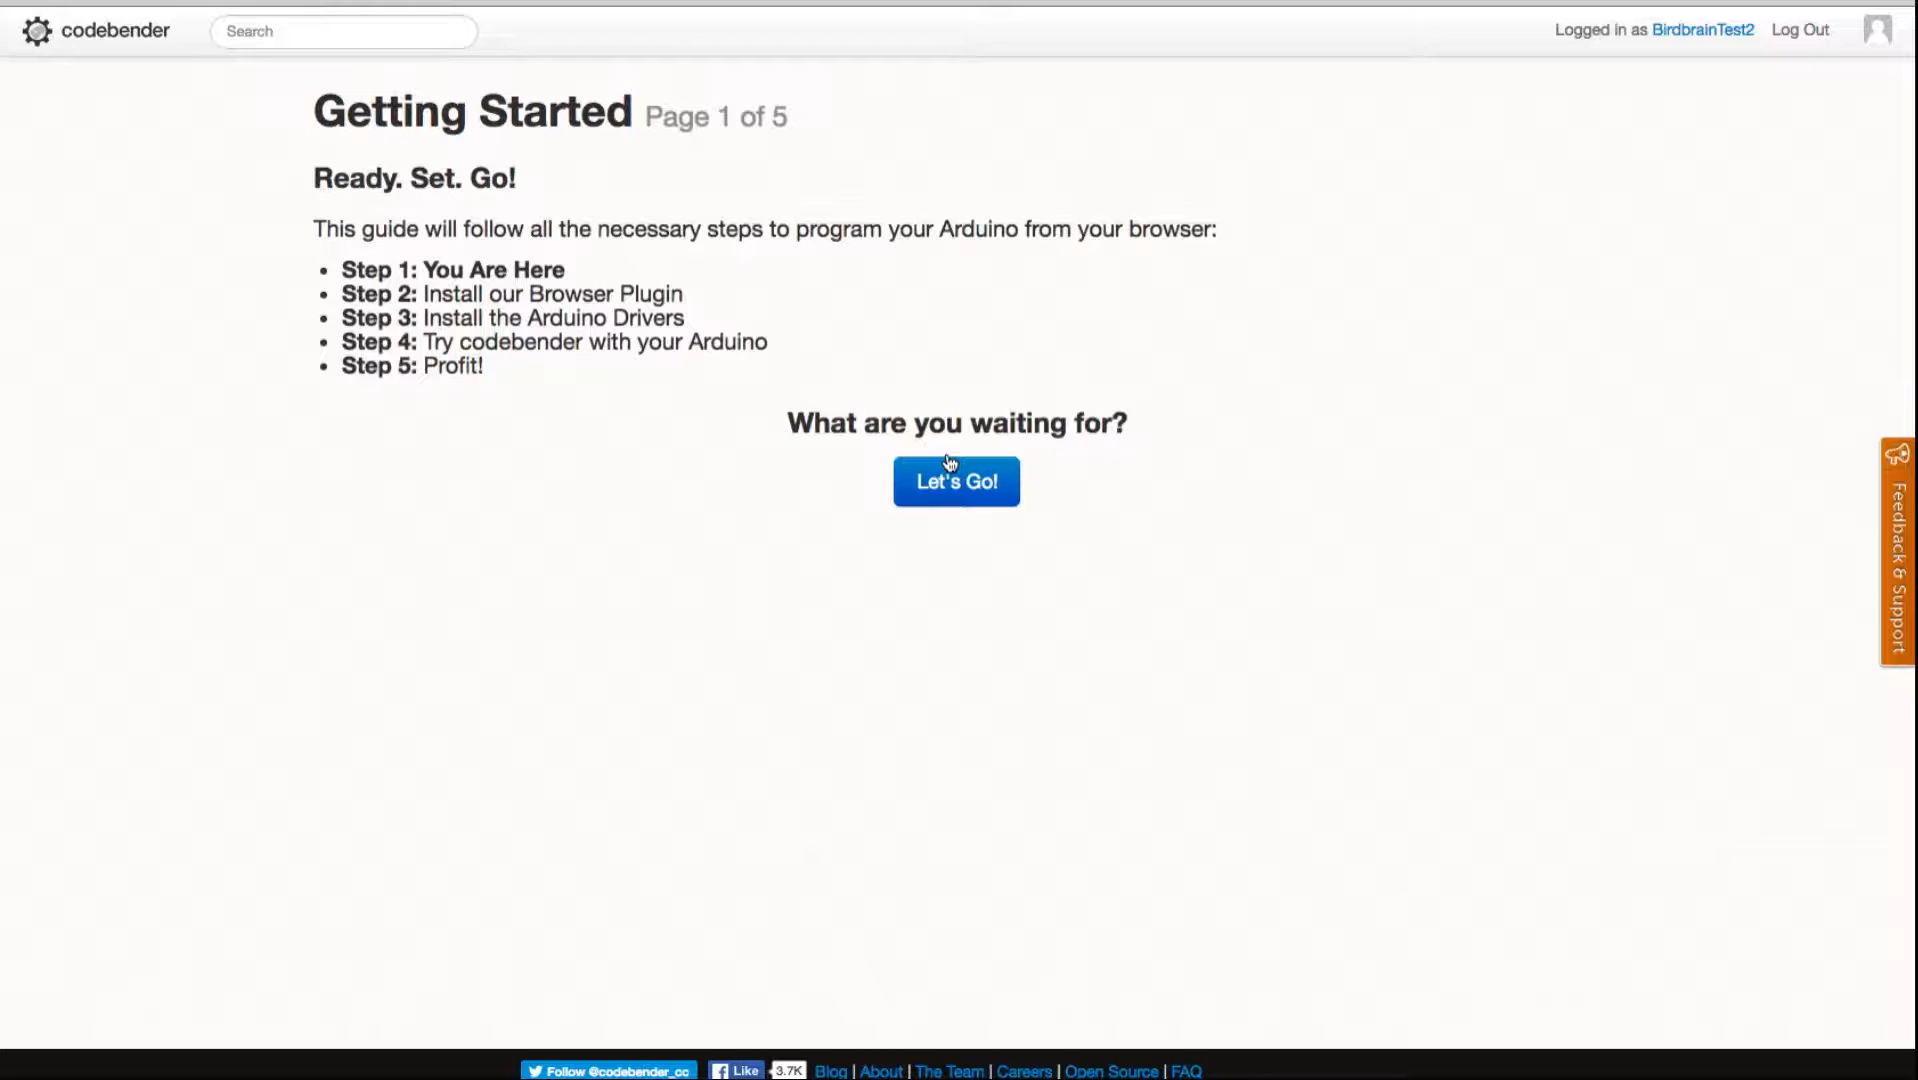 codebender
Search
Logged in as BirdbrainTest2 Log Out
Getting Started Page 1 of 5
Ready. Set. Go!
This guide will follow all the necessary steps to program your Arduino from your browser:
• Step 1: You Are Here
• Step 2: Install our Browser Plugin
• Step 3: Install the Arduino Drivers
• Step 4: Try codebender with your Arduino
• Step 5: Profit!
What are you waiting for?
Let's Go!
Feedback & Support
Follow @codebender_cc Like 3.7K Blog | About | The Team | Careers | Open Source | FAQ